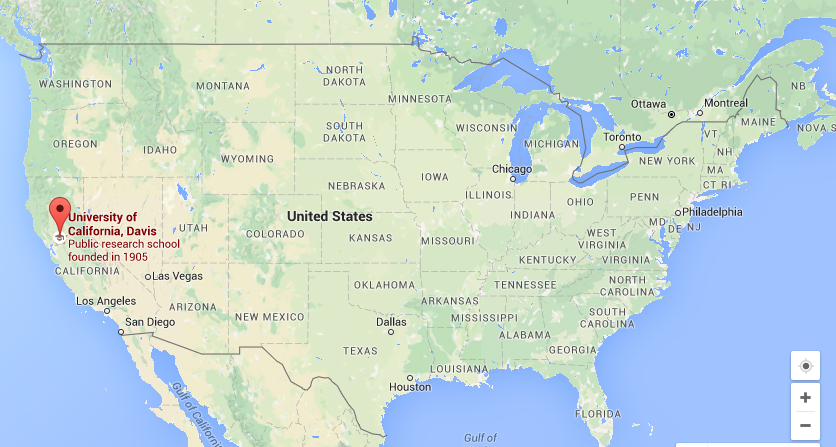 WASHINGTON
MONTANA
NORTH
DAKOTA
MINNESOTA
Ottawa
Montreal
NB
MAINE
NOVA S
OREGON
IDAHO
WYOMING
SOUTH
DAKOTA
WISCONSIN
MICHIGAN
Toronto
VT
NH
NEW YORK
MA
CT RI
Chicago
IOWA
NEBRASKA
ILLINOIS
INDIANA
OHIO
PENN
Philadelphia
MD
DE NJ
University of
California, Davis
Public research school
founded in 1905
UTAH
COLORADO
United States
KANSAS
MISSOURI
WEST
VIRGINIA
KENTUCKY
VIRGINIA
CALIFORNIA
Las Vegas
Los Angeles
San Diego
ARIZONA
NEW MEXICO
OKLAHOMA
ARKANSAS
TENNESSEE
NORTH
CAROLINA
SOUTH
CAROLINA
MISSISSIPPI
ALABAMA
GEORGIA
Dallas
TEXAS
LOUISIANA
Houston
FLORIDA
Gulf of California
Gulf of